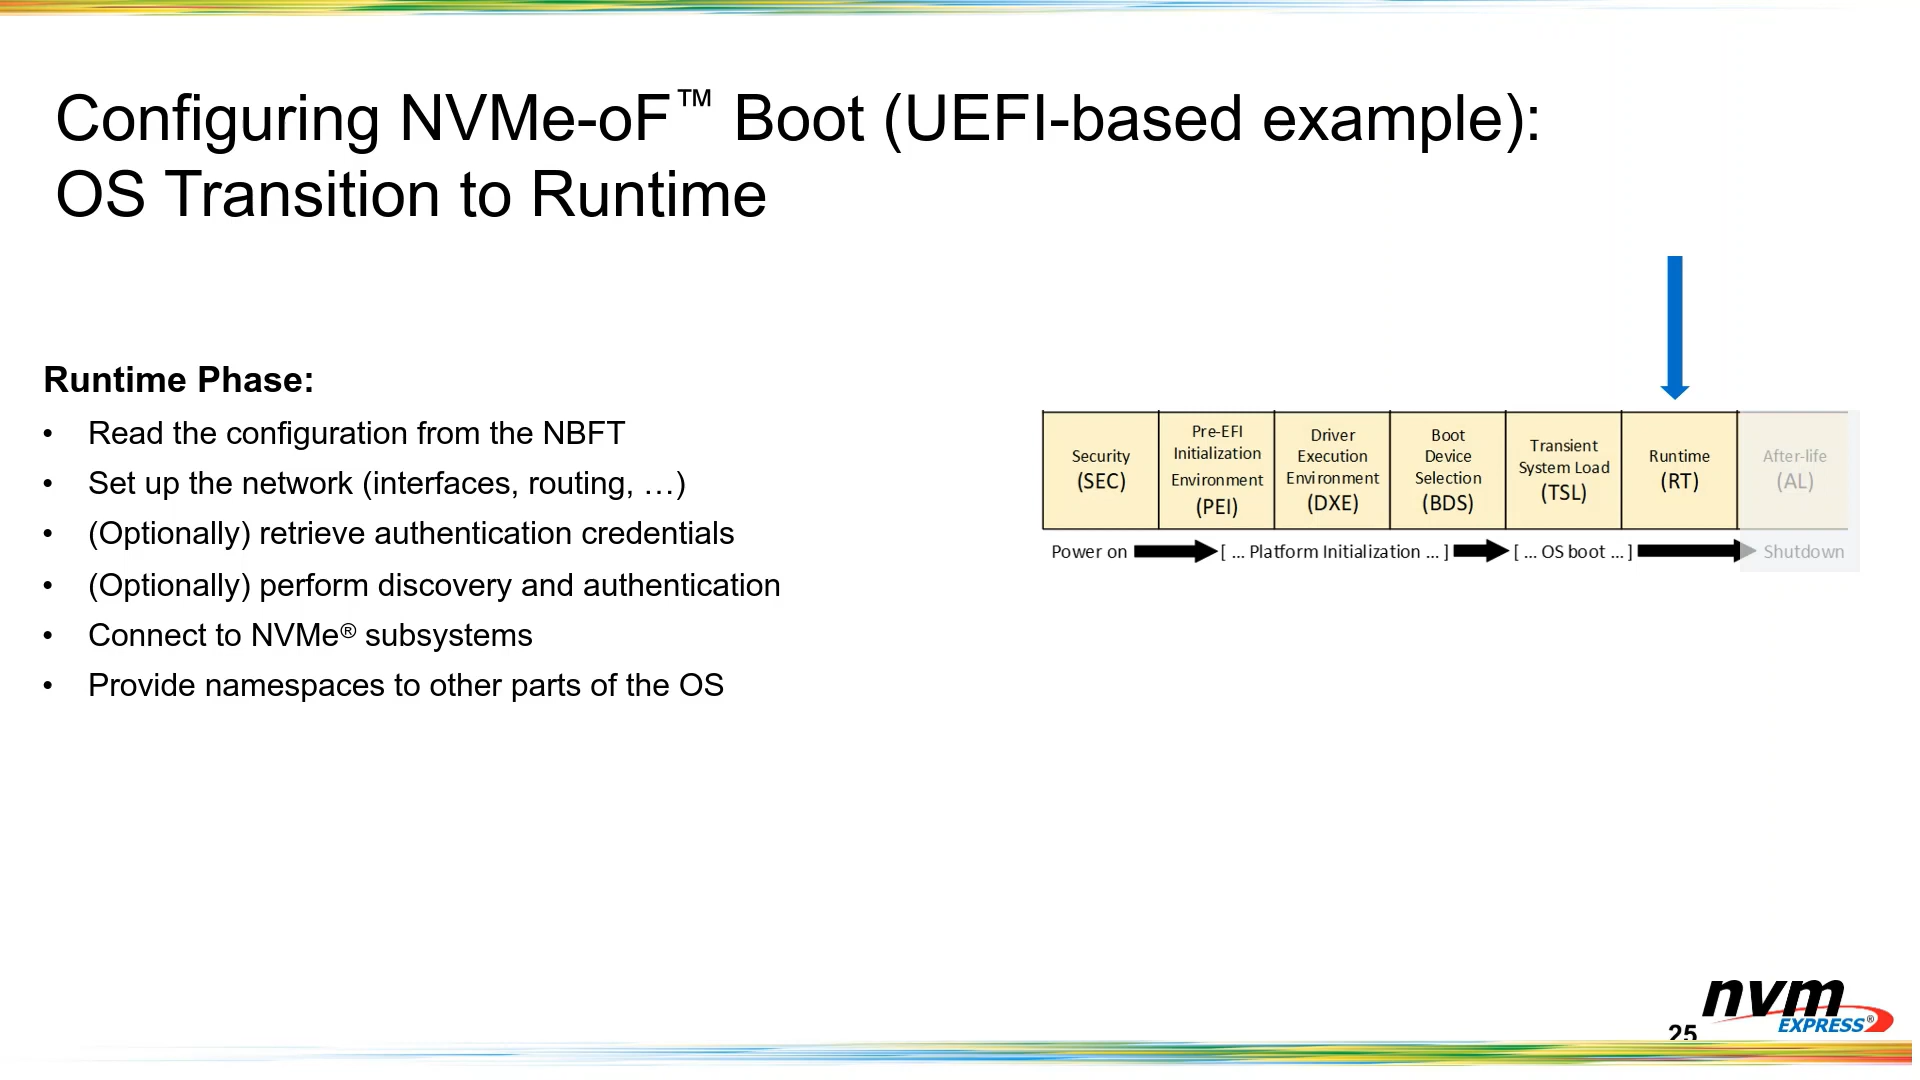 Configuring NVMe-oF™ Boot (UEFI-based example):
OS Transition to Runtime
Runtime Phase:
• Read the configuration from the NBFT
• Set up the network (interfaces, routing, …)
• (Optionally) retrieve authentication credentials
• (Optionally) perform discovery and authentication
• Connect to NVMe® subsystems
• Provide namespaces to other parts of the OS
Security
(SEC)
Pre-EFI
Initialization
Environment
(PEI)
Driver
Execution
Environment
(DXE)
Boot
Device
Selection
(BDS)
Transient
System Load
(TSL)
Runtime
(RT)
After-life
(AL)
Power on [ ... Platform Initialization ... ] [ ... OS boot ... ] Shutdown
nvm
EXPRESS®
25